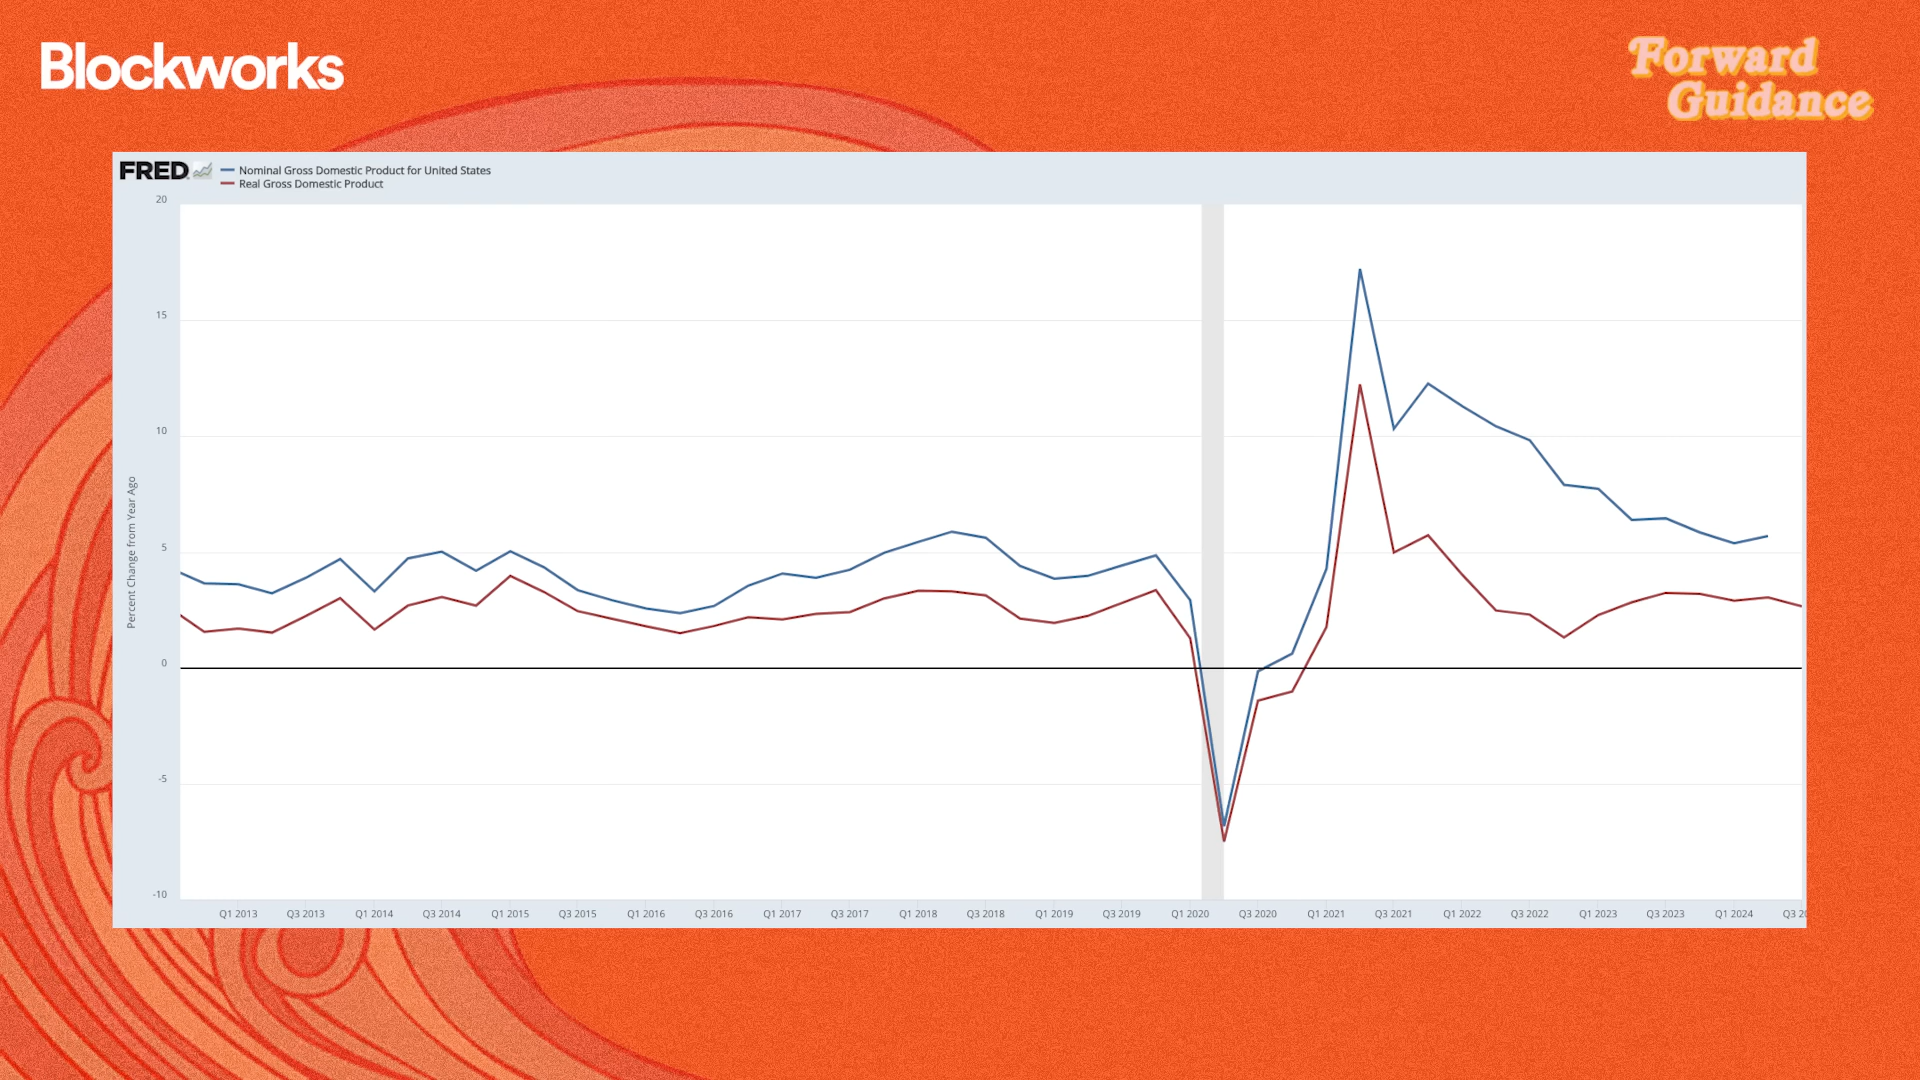 Blockworks
Forward
Guidance
FRED
Nominal Gross Domestic Product for United States
Real Gross Domestic Product
20
15
10
5
0
-5
-10
Percent Change from Year Ago
Q1 2013 Q3 2013 Q1 2014 Q3 2014 Q1 2015 Q3 2015 Q1 2016 Q3 2016 Q1 2017 Q3 2017 Q1 2018 Q3 2018 Q1 2019 Q3 2019 Q1 2020 Q3 2020 Q1 2021 Q3 2021 Q1 2022 Q3 2022 Q1 2023 Q3 2023 Q1 2024 Q3 20